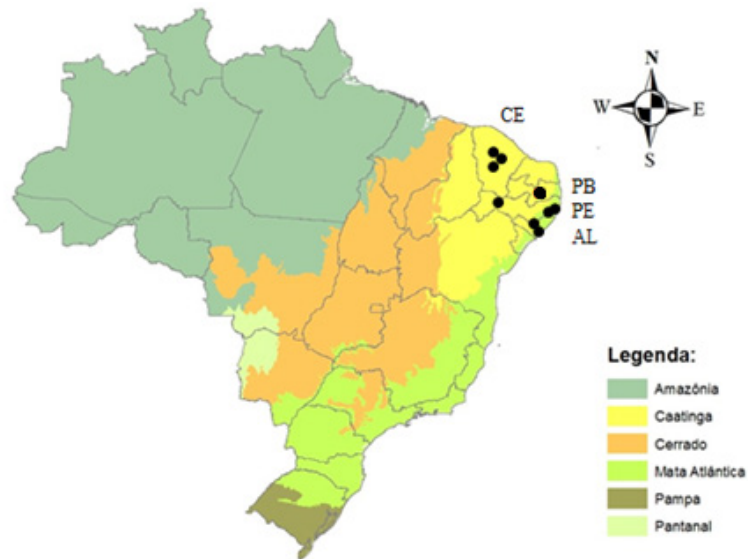 N
W
E
S
CE
PB
PE
AL
Legenda:
Amazônia
Caatinga
Cerrado
Mata Atlântica
Pampa
Pantanal